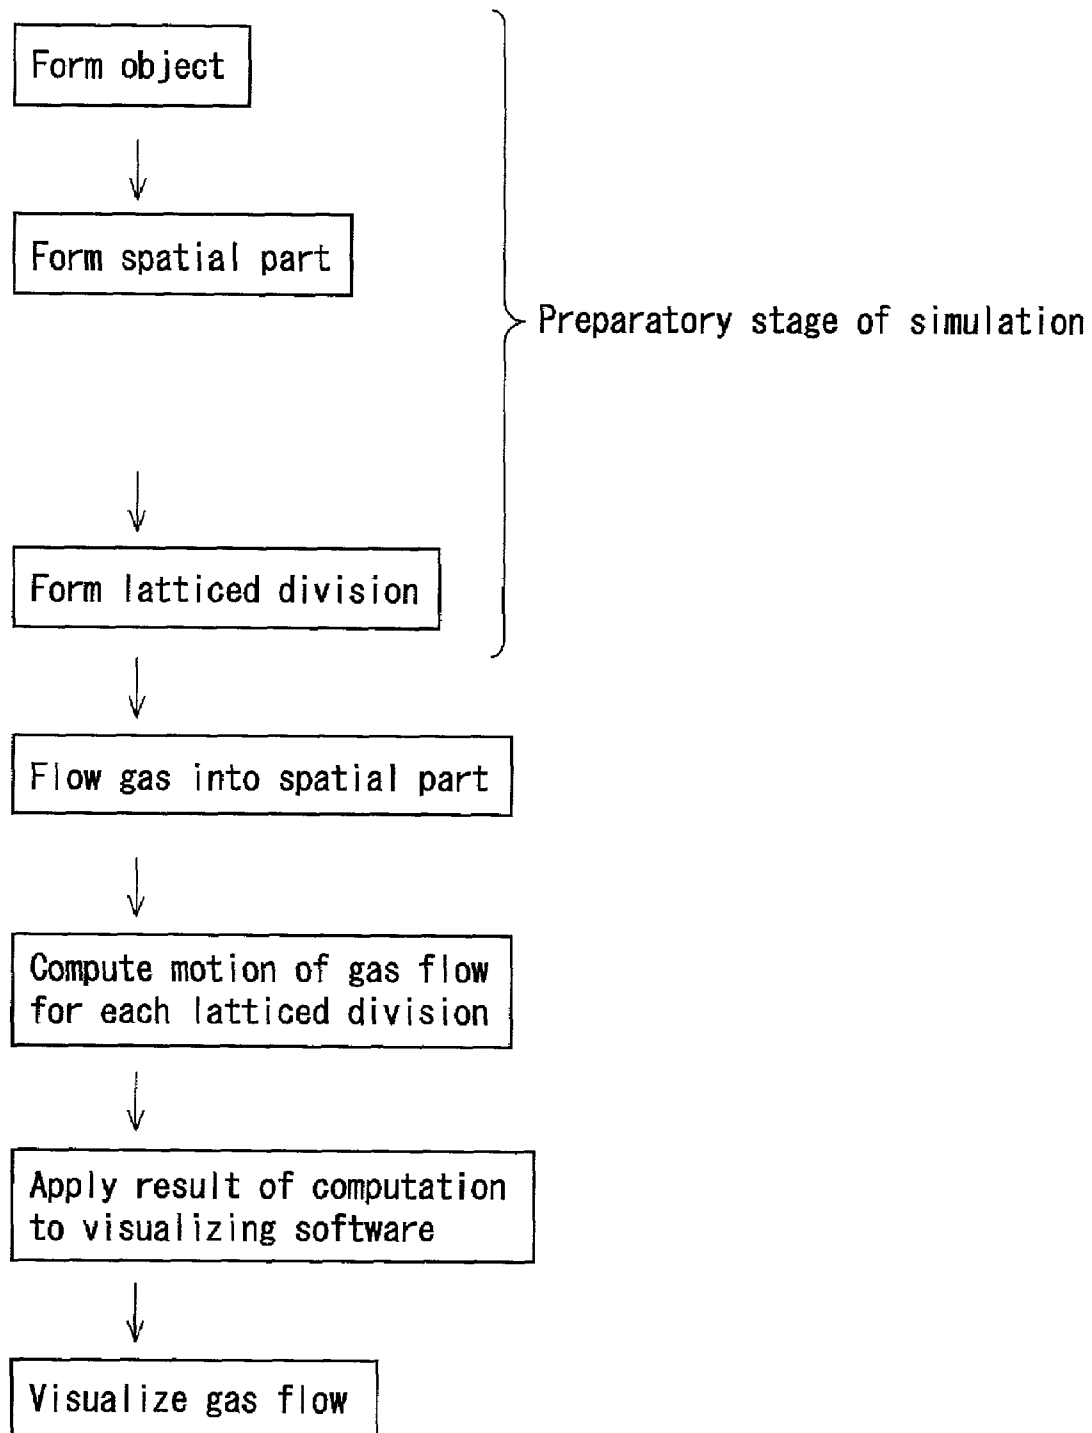 Form object
Form spatial part
Preparatory stage of simulation
Form latticed division
Flow gas into spatial part
Compute motion of gas flow
for each latticed division
Apply result of computation
to visualizing software
Visualize gas flow